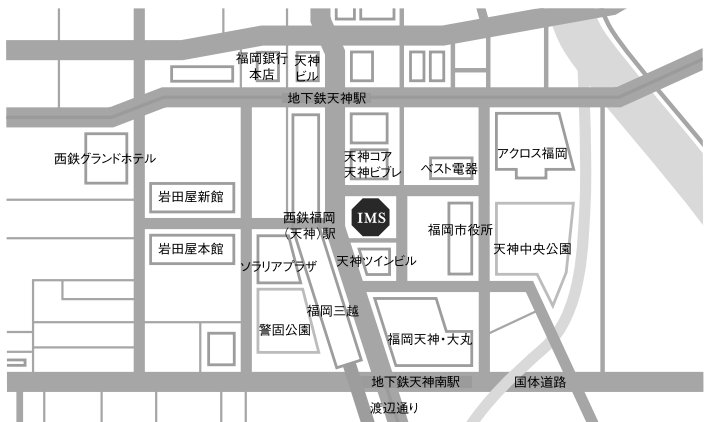 福岡銀行
本店
天神
ビル
地下鉄天神駅
西鉄グランドホテル
天神コア
天神ビブレ
ベスト電器
アクロス福岡
岩田屋新館
西鉄福岡
（天神）駅
IMS
福岡市役所
岩田屋本館
ソラリアプラザ
天神ツインビル
天神中央公園
福岡三越
警固公園
福岡天神・大丸
地下鉄天神南駅
国体道路
渡辺通り